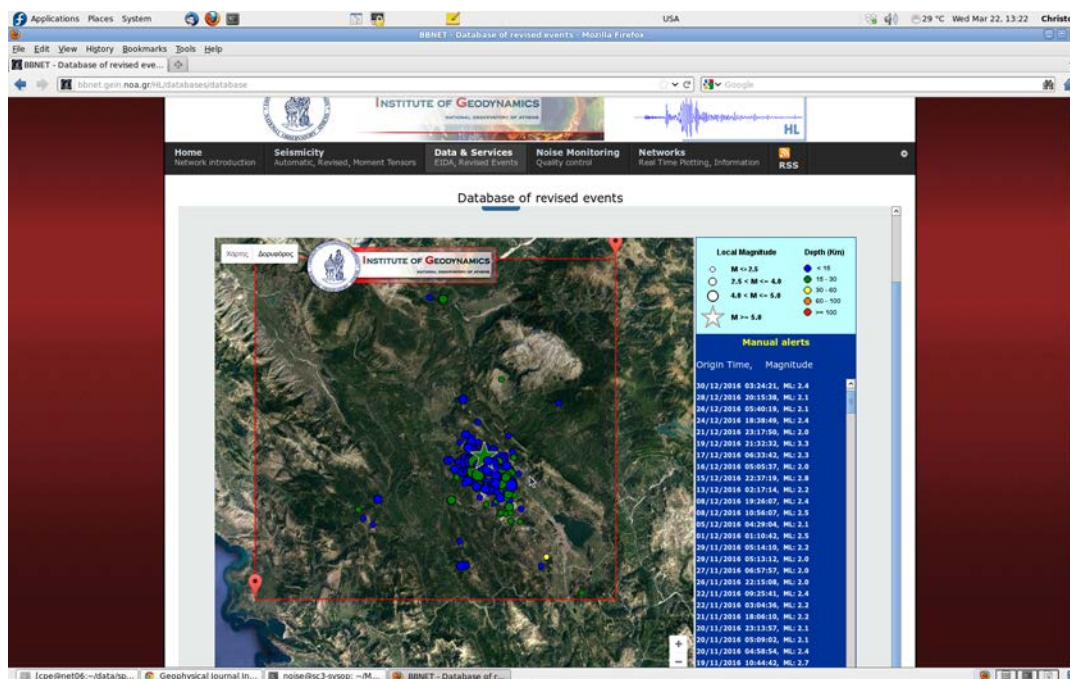 Applications Places System
USA
29 °C Wed Mar 22, 13:22 Christo
BBNET - Database of revised events - Mozilla Firefox
File Edit View History Bookmarks Tools Help
BBNET - Database of revised eve...
bbnet.gein.noa.gr/HL/databases/database
Google
INSTITUTE OF GEODYNAMICS
NATIONAL OBSERVATORY OF ATHENS
HL
Home
Network introduction
Seismicity
Automatic, Revised, Moment Tensors
Data & Services
EIDA, Revised Events
Noise Monitoring
Quality control
Networks
Real Time Plotting, Information
RSS
Database of revised events
Χάρτης Δορυφόρος
INSTITUTE OF GEODYNAMICS
NATIONAL OBSERVATORY OF ATHENS
Local Magnitude Depth (Km)
M <= 2.5
2.5 < M <= 4.0
4.0 < M <= 5.0
M >= 5.0
< 15
15 - 30
30 - 60
60 - 100
>= 100
Manual alerts
Origin Time, Magnitude
30/12/2016 03:24:21, ML: 2.4
28/12/2016 20:15:38, ML: 2.1
26/12/2016 05:40:19, ML: 2.1
24/12/2016 18:38:49, ML: 2.4
21/12/2016 23:17:50, ML: 2.0
19/12/2016 21:32:32, ML: 3.3
17/12/2016 06:33:42, ML: 2.3
16/12/2016 05:05:37, ML: 2.0
15/12/2016 22:37:19, ML: 2.8
13/12/2016 02:17:14, ML: 2.2
08/12/2016 19:26:07, ML: 2.4
08/12/2016 10:56:07, ML: 2.5
05/12/2016 04:29:04, ML: 2.1
01/12/2016 01:10:42, ML: 2.5
29/11/2016 05:14:10, ML: 2.2
29/11/2016 05:13:12, ML: 2.0
27/11/2016 06:57:57, ML: 2.0
26/11/2016 22:15:08, ML: 2.0
22/11/2016 09:25:41, ML: 2.4
22/11/2016 03:04:36, ML: 2.2
21/11/2016 18:06:10, ML: 2.2
20/11/2016 23:13:57, ML: 2.1
20/11/2016 05:09:02, ML: 2.1
20/11/2016 04:58:54, ML: 2.4
19/11/2016 10:44:42, ML: 2.7
[cpe@net06:~/data/sp... Geophysical Journal In... noise@sc3-sysop: ~/M... BBNET - Database of r...